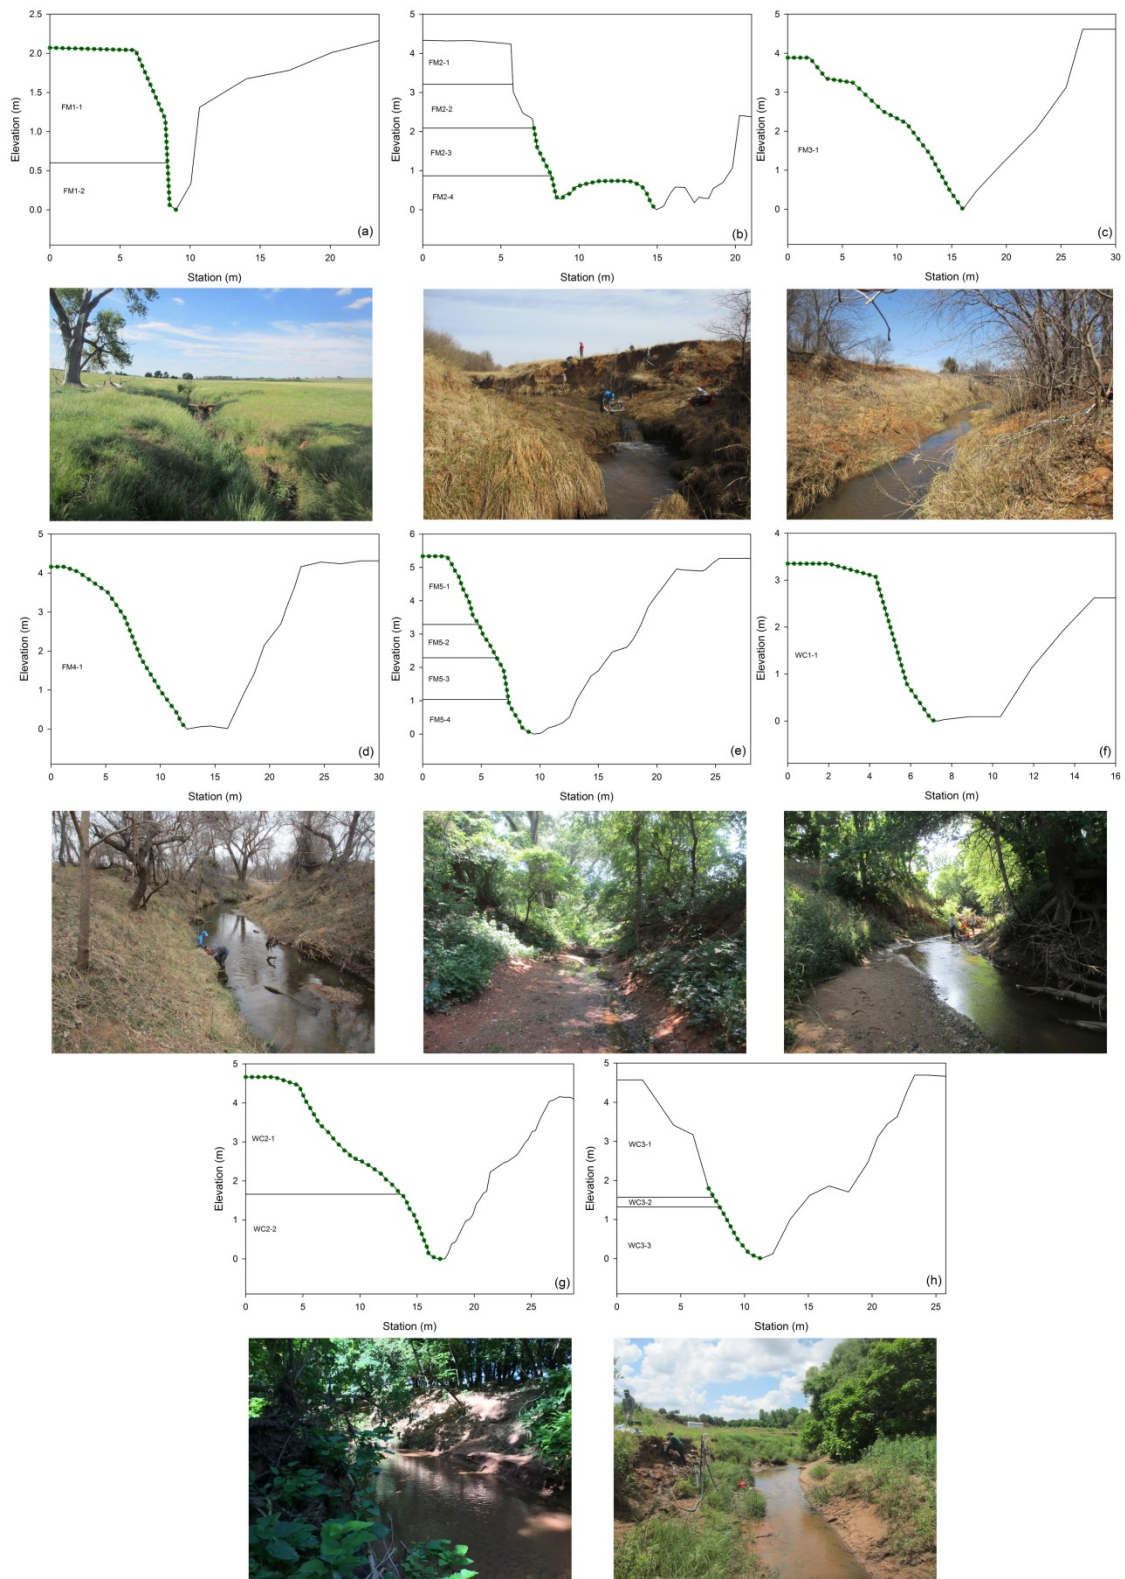 2.5
2.0
1.5
1.0
0.5
0.0
Elevation (m)
FM1-1
FM1-2
(a)
0 5 10 15 20
Station (m)
5
4
3
2
1
0
Elevation (m)
FM2-1
FM2-2
FM2-3
FM2-4
(b)
0 5 10 15 20
Station (m)
5
4
3
2
1
0
Elevation (m)
FM3-1
(c)
0 5 10 15 20 25 30
Station (m)
5
4
3
2
1
0
Elevation (m)
FM4-1
(d)
0 5 10 15 20 25 30
Station (m)
6
5
4
3
2
1
0
Elevation (m)
FM5-1
FM5-2
FM5-3
FM5-4
(e)
0 5 10 15 20 25
Station (m)
4
3
2
1
0
Elevation (m)
WC1-1
(f)
0 2 4 6 8 10 12 14 16
Station (m)
5
4
3
2
1
0
Elevation (m)
WC2-1
WC2-2
(g)
0 5 10 15 20 25
Station (m)
5
4
3
2
1
0
Elevation (m)
WC3-1
WC3-2
WC3-3
(h)
0 5 10 15 20 25
Station (m)